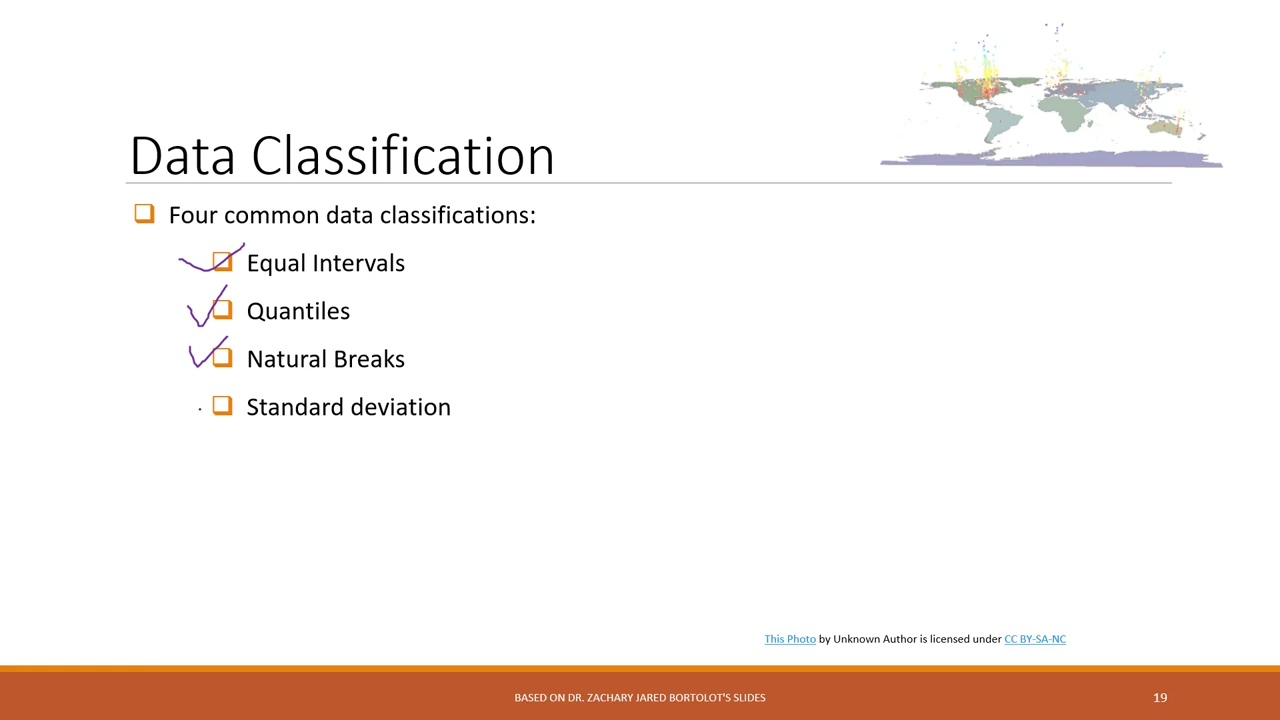 Data Classification
Four common data classifications:
Equal Intervals
Quantiles
Natural Breaks
Standard deviation
This Photo by Unknown Author is licensed under CC BY-SA-NC
BASED ON DR. ZACHARY JARED BORTOLOT'S SLIDES
19